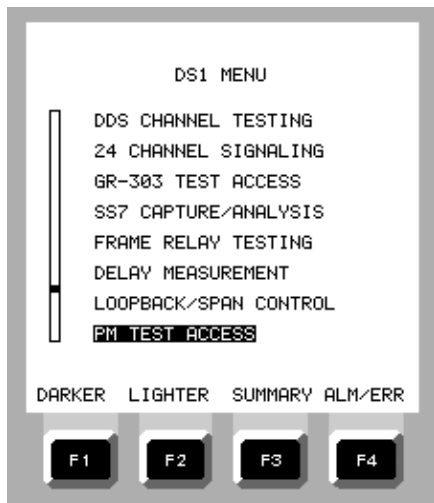 DS1 MENU
DDS CHANNEL TESTING
24 CHANNEL SIGNALING
GR-303 TEST ACCESS
SS7 CAPTURE/ANALYSIS
FRAME RELAY TESTING
DELAY MEASUREMENT
LOOPBACK/SPAN CONTROL
PM TEST ACCESS
DARKER LIGHTER SUMMARY ALM/ERR
F1 F2 F3 F4